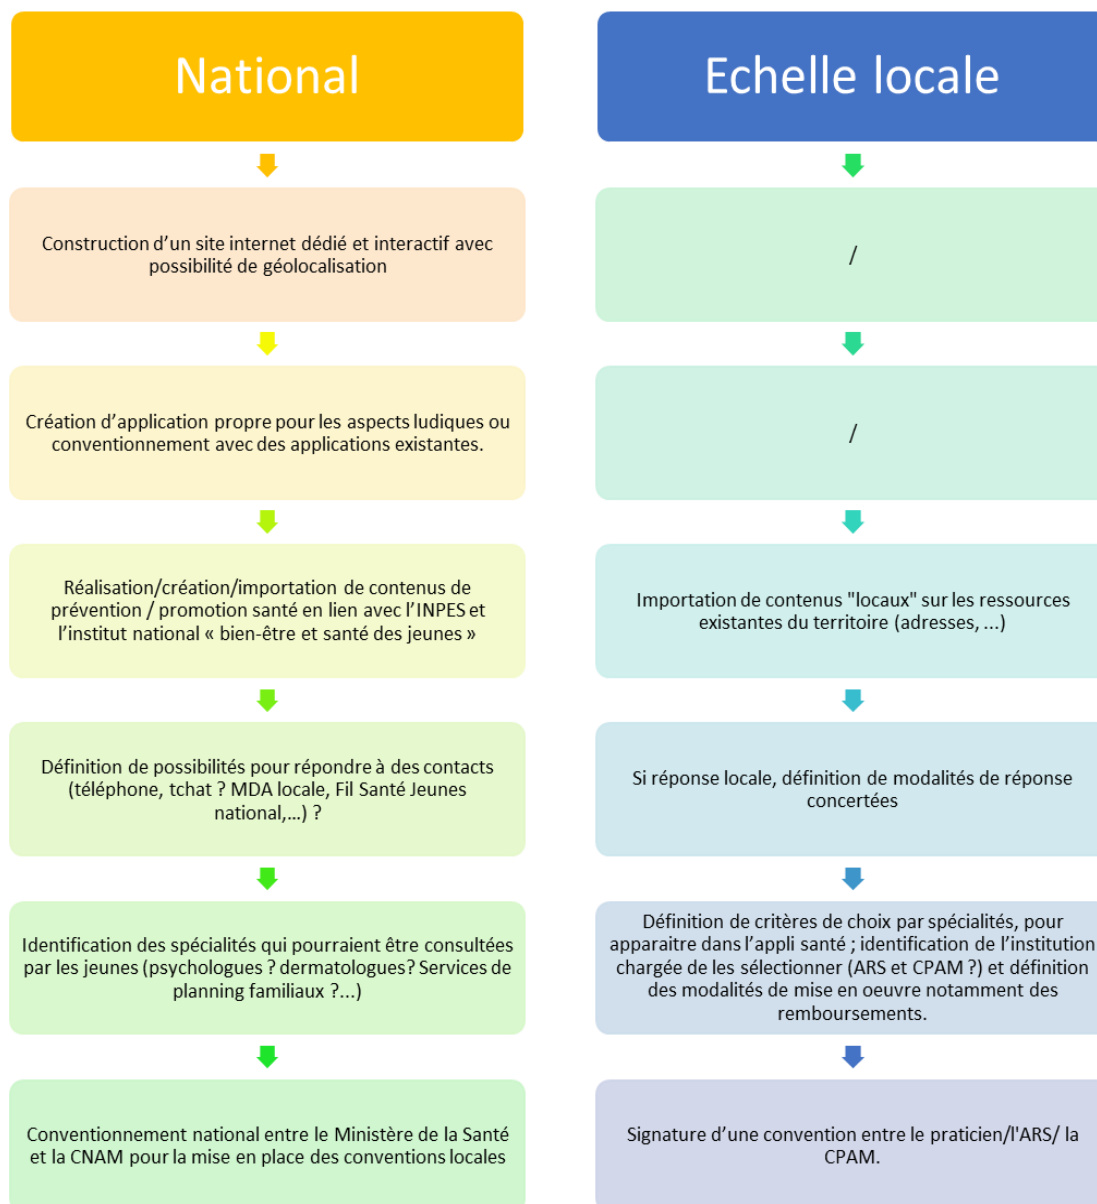 National
Construction d’un site internet dédié et interactif avec
possibilité de géolocalisation
Création d’application propre pour les aspects ludiques ou
conventionnement avec des applications existantes.
Réalisation/création/importation de contenus de
prévention / promotion santé en lien avec l’INPES et
l’institut national « bien-être et santé des jeunes »
Définition de possibilités pour répondre à des contacts
(téléphone, tchat ? MDA locale, Fil Santé Jeunes
national,…) ?
Identification des spécialités qui pourraient être consultées
par les jeunes (psychologues ? dermatologues? Services de
planning familiaux ?...)
Conventionnement national entre le Ministère de la Santé
et la CNAM pour la mise en place des conventions locales
Echelle locale
/
/
Importation de contenus "locaux" sur les ressources
existantes du territoire (adresses, ...)
Si réponse locale, définition de modalités de réponse
concertées
Définition de critères de choix par spécialités, pour
apparaitre dans l’appli santé ; identification de l’institution
chargée de les sélectionner (ARS et CPAM ?) et définition
des modalités de mise en oeuvre notamment des
remboursements.
Signature d’une convention entre le praticien/l'ARS/ la
CPAM.